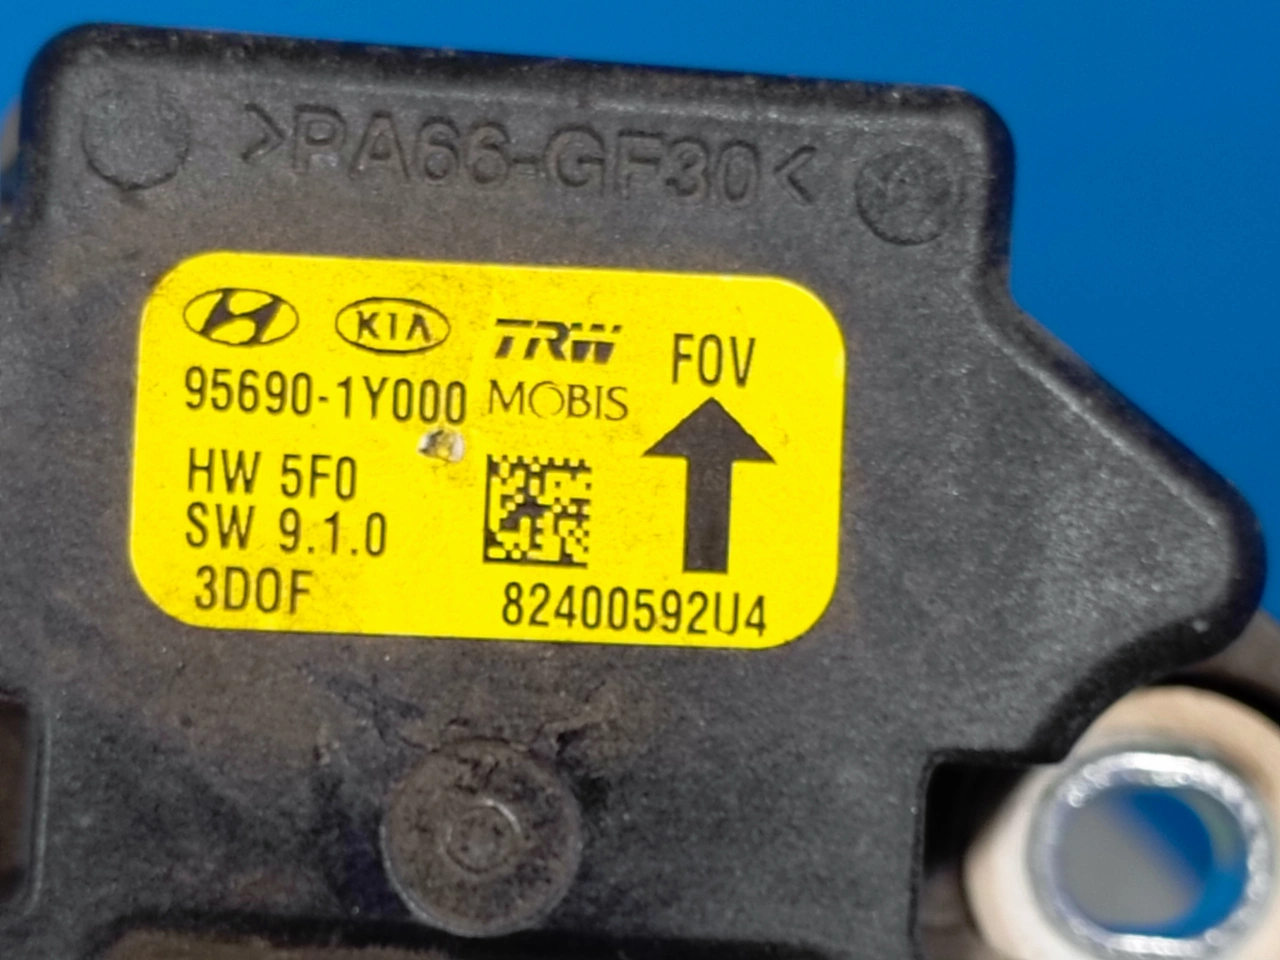 >PA66-GF30<
KIA TRW FOV
95690-1Y000 MOBIS
HW 5F0
SW 9.1.0
3DOF 82400592U4